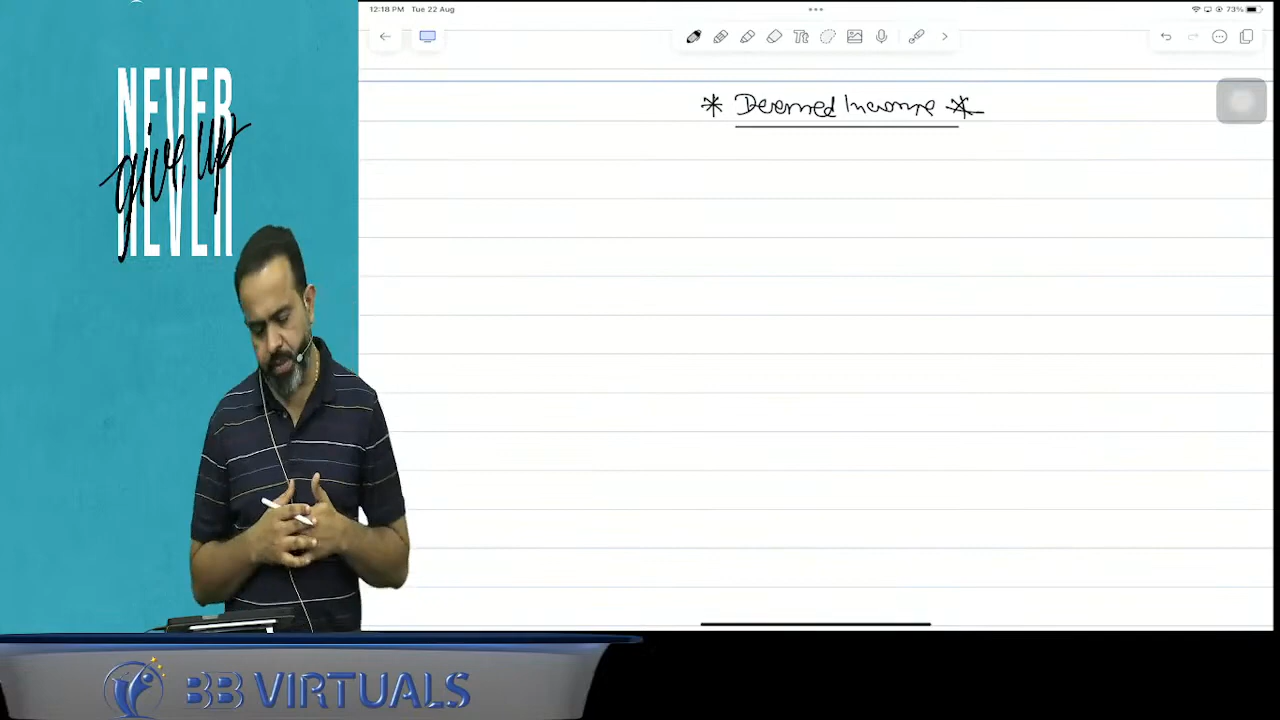 12:18 PM Tue 22 Aug
73%
NEVER
give up
NEVER
* Deemed Income *
BB VIRTUALS